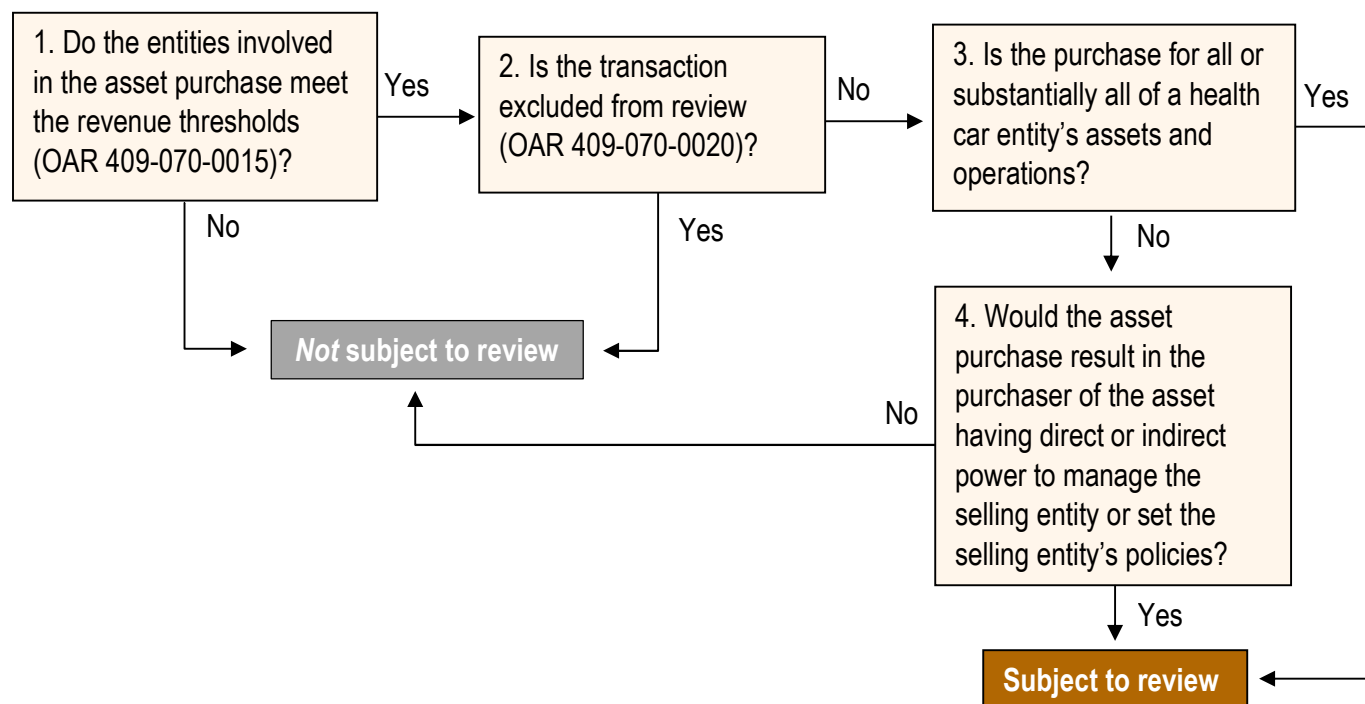 1. Do the entities involved
in the asset purchase meet
the revenue thresholds
(OAR 409-070-0015)?
Yes
2. Is the transaction
excluded from review
(OAR 409-070-0020)?
No
3. Is the purchase for all or
substantially all of a health
car entity’s assets and
operations?
Yes
No
Yes
No
Not subject to review
4. Would the asset
purchase result in the
purchaser of the asset
having direct or indirect
power to manage the
selling entity or set the
selling entity’s policies?
No
Yes
Subject to review